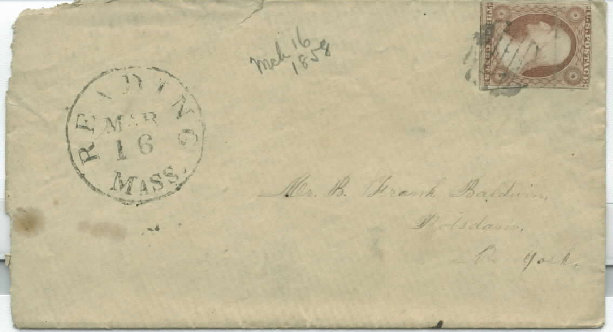 Mch 16
1858
READING
MAR
16
MASS.
Mr. B. Frank Baldwin,
Potsdam,
York.